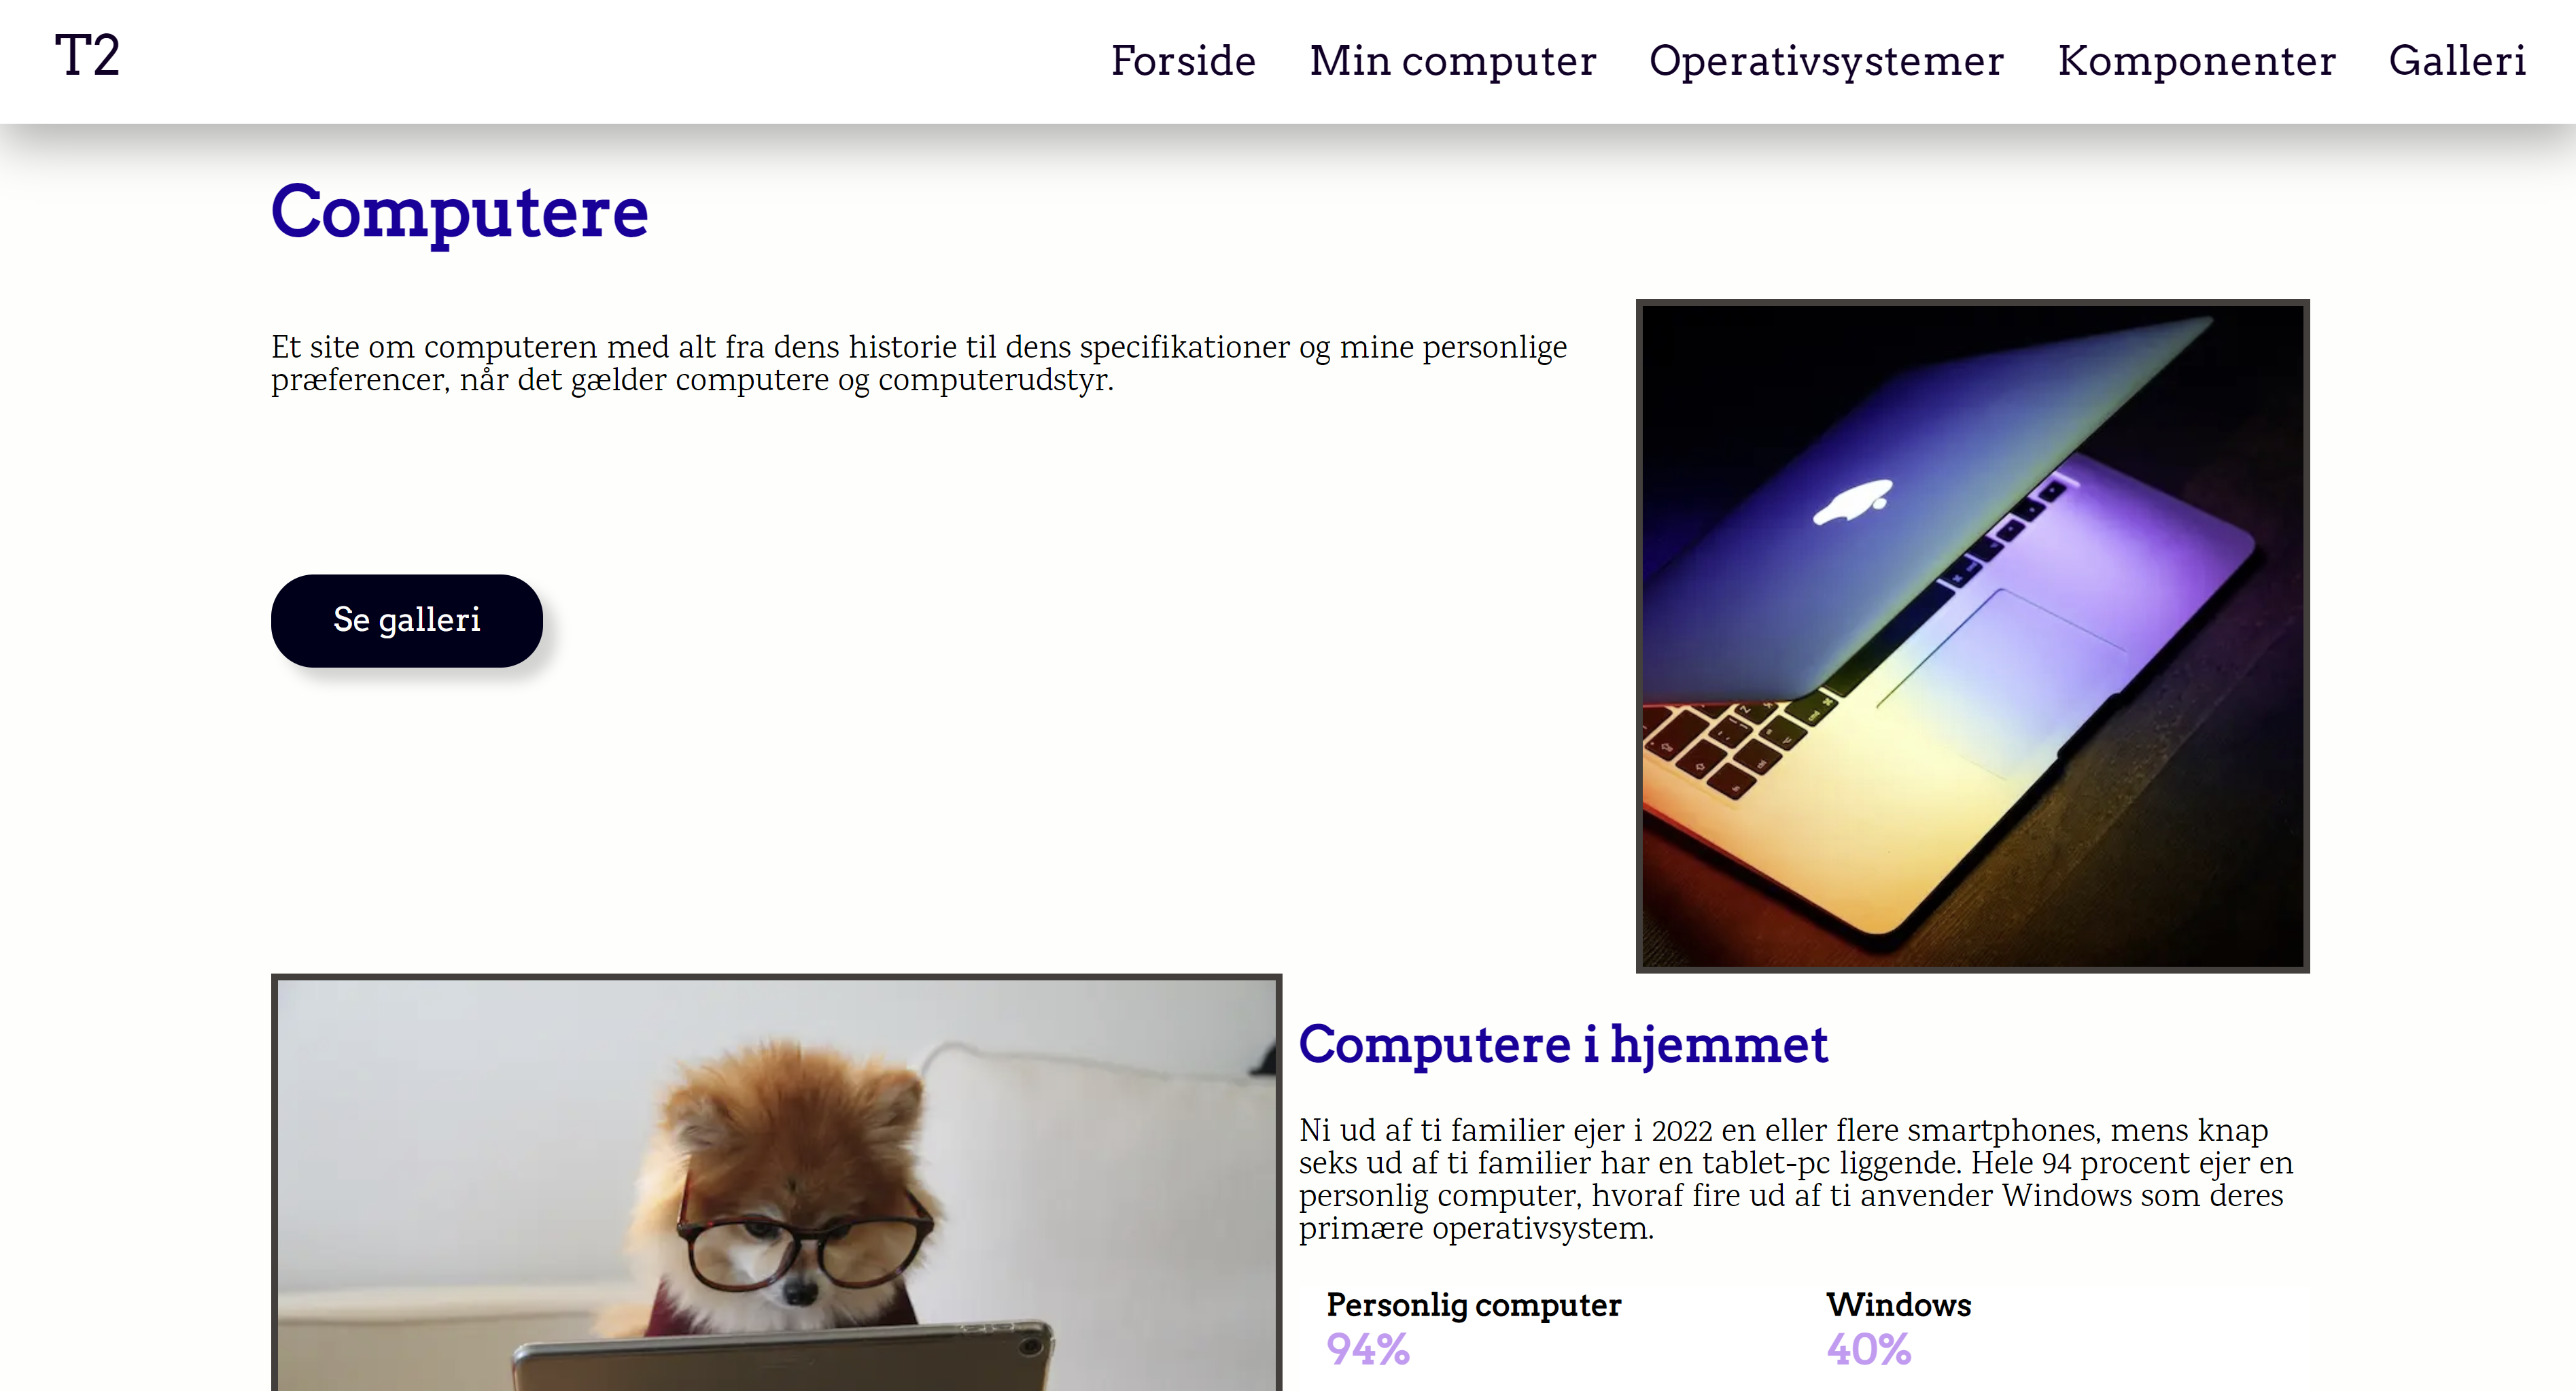 T2
Forside
Min computer
Operativsystemer
Komponenter
Galleri
Computere
Et site om computeren med alt fra dens historie til dens specifikationer og mine personlige
præferencer, når det gælder computere og computerudstyr.
Se galleri
Computere i hjemmet
Ni ud af ti familier ejer i 2022 en eller flere smartphones, mens knap
seks ud af ti familier har en tablet-pc liggende. Hele 94 procent ejer en
personlig computer, hvoraf fire ud af ti anvender Windows som deres
primære operativsystem.
Personlig computer
94%
Windows
40%